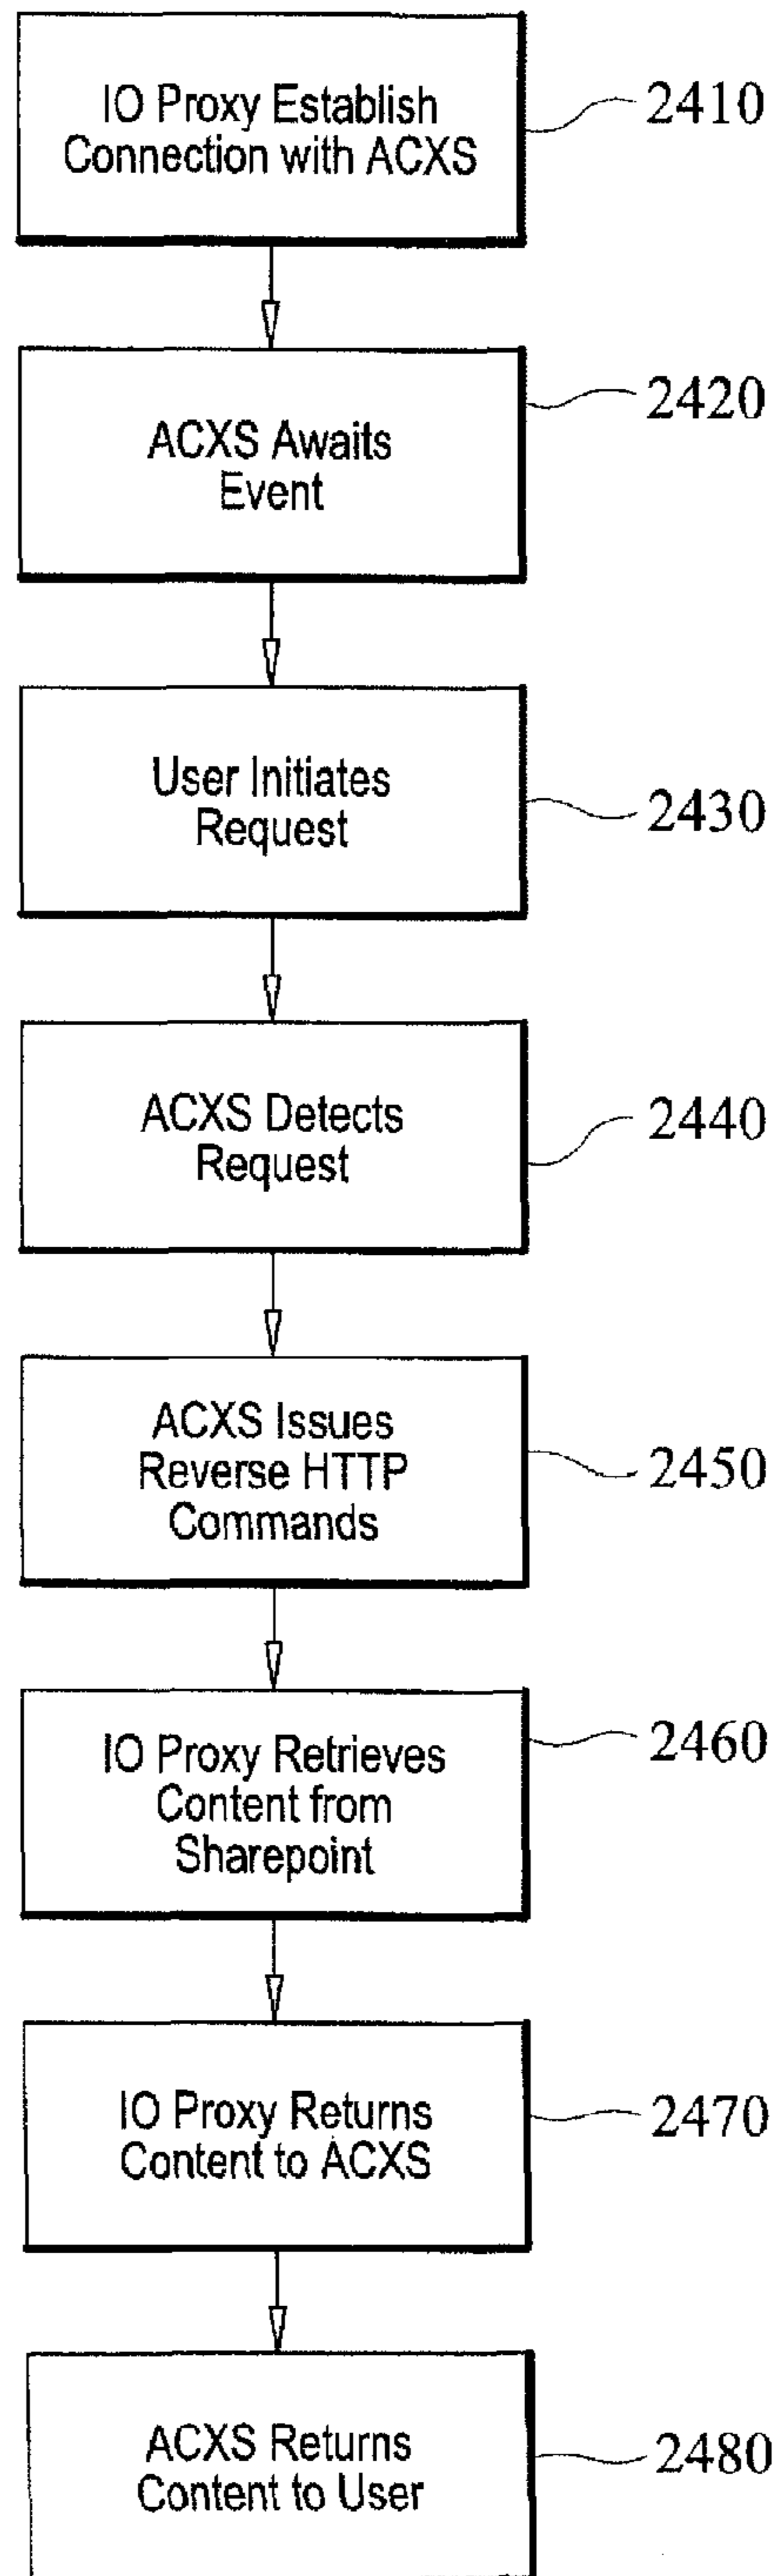 IO Proxy Establish
Connection with ACXS
2410
ACXS Awaits
Event
2420
User Initiates
Request
2430
ACXS Detects
Request
2440
ACXS Issues
Reverse HTTP
Commands
2450
IO Proxy Retrieves
Content from
Sharepoint
2460
IO Proxy Returns
Content to ACXS
2470
ACXS Returns
Content to User
2480